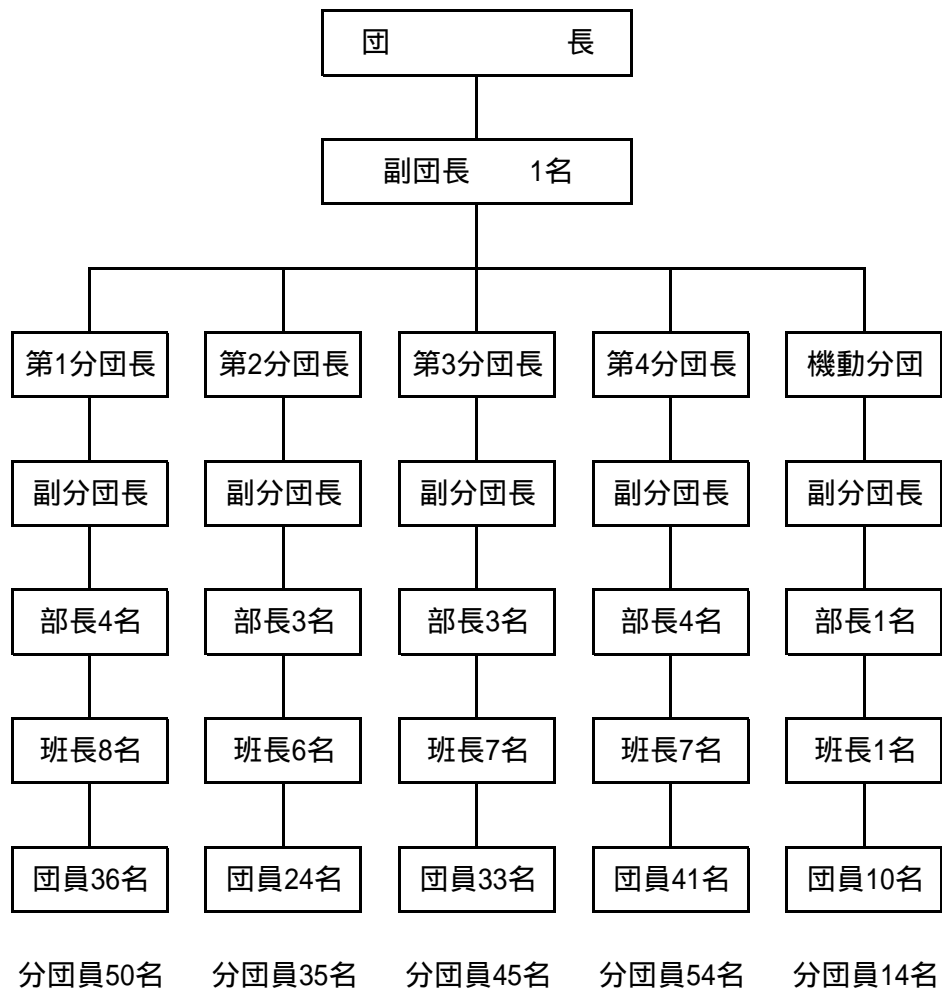 団 長
副団長 1名
第1分団長 第2分団長 第3分団長 第4分団長 機動分団
副分団長 副分団長 副分団長 副分団長 副分団長
部長4名 部長3名 部長3名 部長4名 部長1名
班長8名 班長6名 班長7名 班長7名 班長1名
団員36名 団員24名 団員33名 団員41名 団員10名
分団員50名 分団員35名 分団員45名 分団員54名 分団員14名